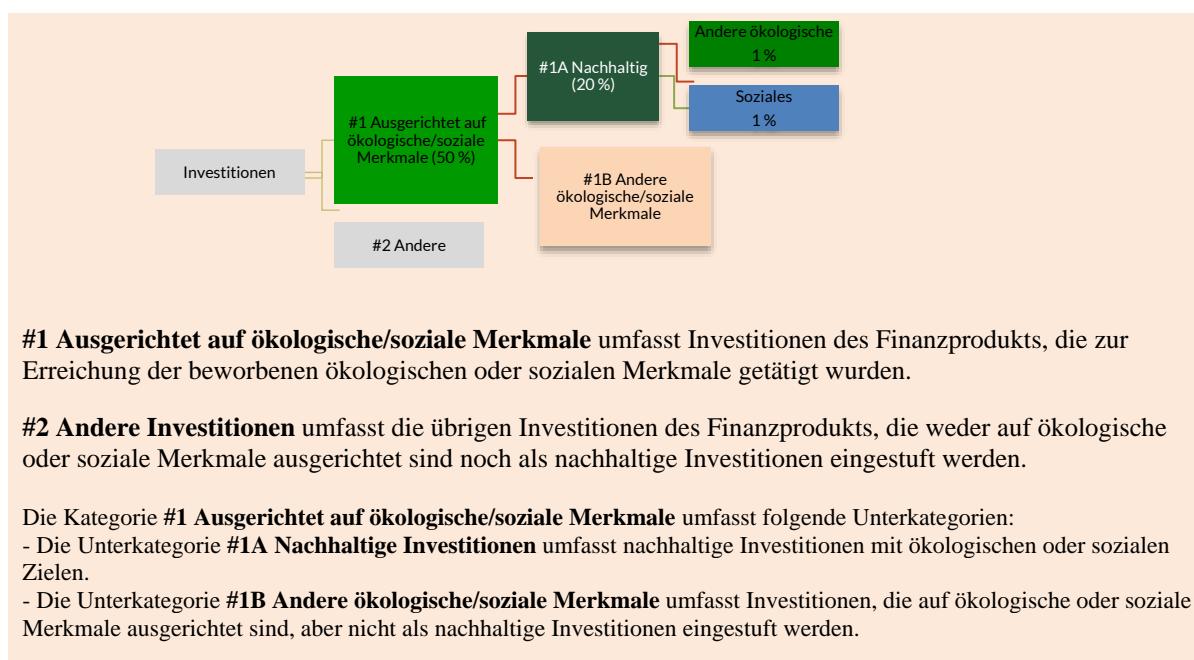 Andere ökologische
1 %
#1A Nachhaltig
(20 %)
Soziales
1 %
#1 Ausgerichtet auf
ökologische/soziale
Merkmale (50 %)
Investitionen
#1B Andere
ökologische/soziale
Merkmale
#2 Andere
#1 Ausgerichtet auf ökologische/soziale Merkmale umfasst Investitionen des Finanzprodukts, die zur
Erreichung der beworbenen ökologischen oder sozialen Merkmale getätigt wurden.
#2 Andere Investitionen umfasst die übrigen Investitionen des Finanzprodukts, die weder auf ökologische
oder soziale Merkmale ausgerichtet sind noch als nachhaltige Investitionen eingestuft werden.
Die Kategorie #1 Ausgerichtet auf ökologische/soziale Merkmale umfasst folgende Unterkategorien:
- Die Unterkategorie #1A Nachhaltige Investitionen umfasst nachhaltige Investitionen mit ökologischen oder sozialen
Zielen.
- Die Unterkategorie #1B Andere ökologische/soziale Merkmale umfasst Investitionen, die auf ökologische oder soziale
Merkmale ausgerichtet sind, aber nicht als nachhaltige Investitionen eingestuft werden.